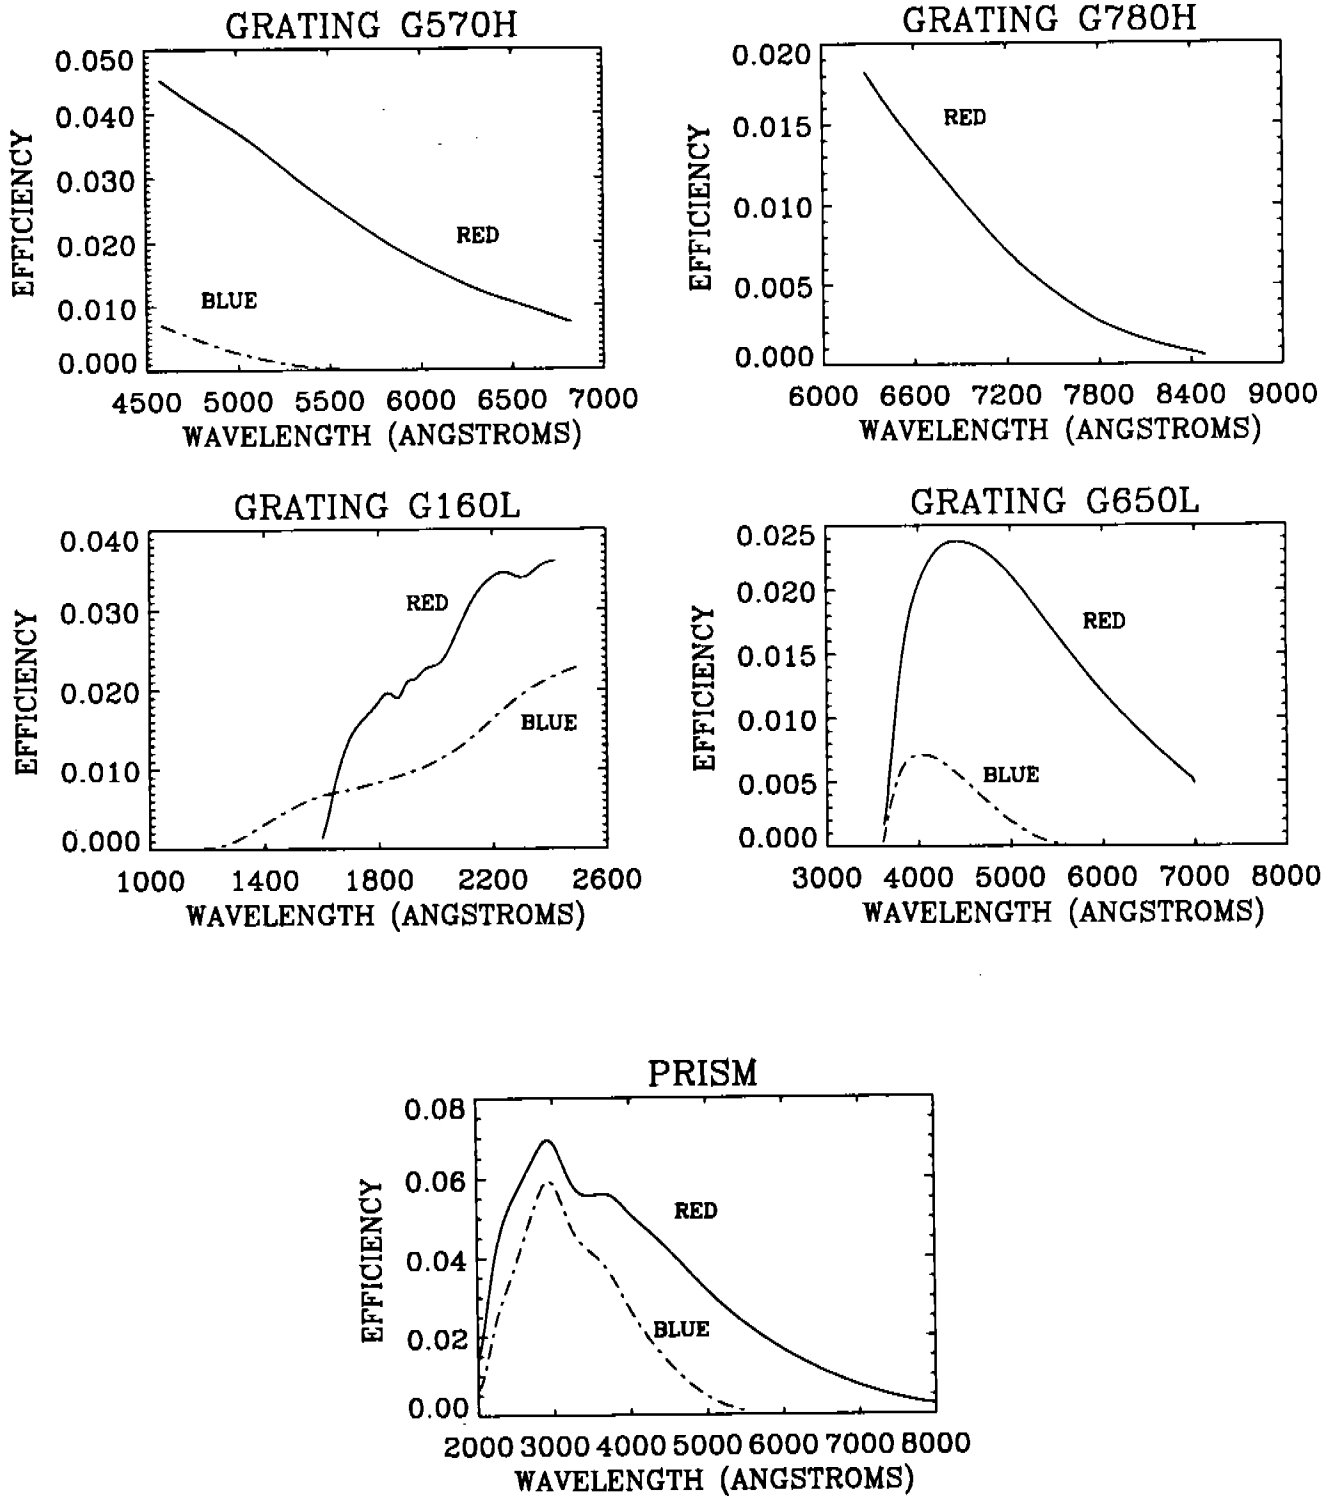 GRATING G570H
0.050
0.040
0.030
0.020
0.010
0.000
EFFICIENCY
RED
BLUE
4500 5000 5500 6000 6500 7000
WAVELENGTH (ANGSTROMS)
GRATING G780H
0.020
0.015
0.010
0.005
0.000
EFFICIENCY
RED
6000 6600 7200 7800 8400 9000
WAVELENGTH (ANGSTROMS)
GRATING G160L
0.040
0.030
0.020
0.010
0.000
EFFICIENCY
RED
BLUE
1000 1400 1800 2200 2600
WAVELENGTH (ANGSTROMS)
GRATING G650L
0.025
0.020
0.015
0.010
0.005
0.000
EFFICIENCY
RED
BLUE
3000 4000 5000 6000 7000 8000
WAVELENGTH (ANGSTROMS)
PRISM
0.08
0.06
0.04
0.02
0.00
EFFICIENCY
RED
BLUE
2000 3000 4000 5000 6000 7000 8000
WAVELENGTH (ANGSTROMS)